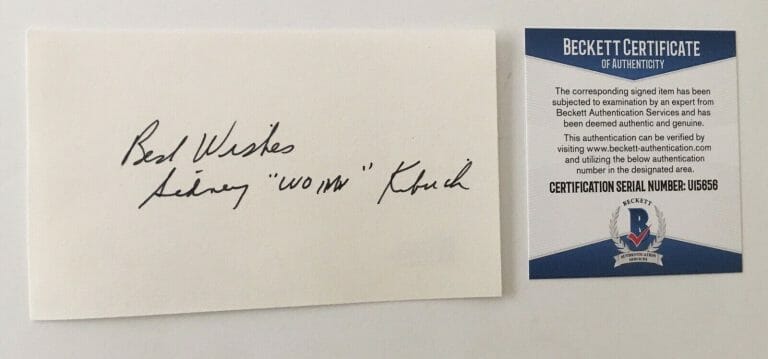 Best Wishes
Sidney "WOIM" Kibrick
BECKETT CERTIFICATE
OF AUTHENTICITY
The corresponding signed item has been
subjected to examination by an expert from
Beckett Authentication Services and has
been deemed authentic and genuine.
This authentication can be verified by
visiting www.beckett-authentication.com
and utilizing the below authentication
number in the designated area.
CERTIFICATION SERIAL NUMBER: U15656
BECKETT
B
AUTHENTICATION
SERVICES